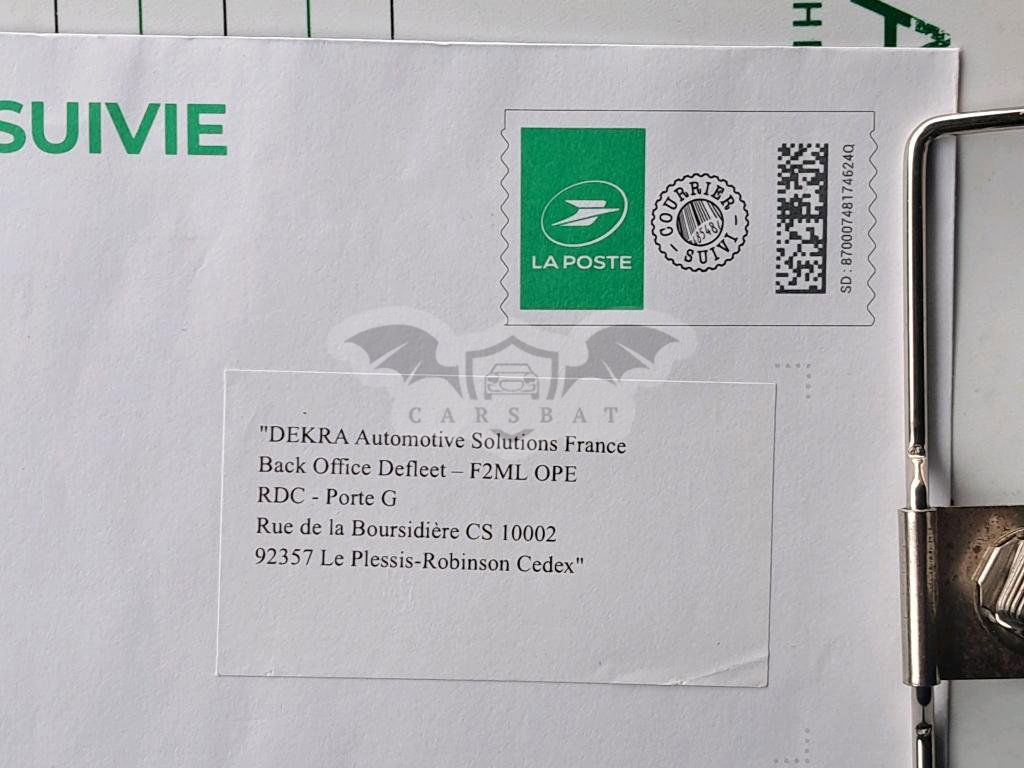 SUIVIE
LA POSTE
COURRIER
8548
SUIVI
SD : 87000748174624Q
CARSBAT
"DEKRA Automotive Solutions France
Back Office Defleet – F2ML OPE
RDC - Porte G
Rue de la Boursidière CS 10002
92357 Le Plessis-Robinson Cedex"